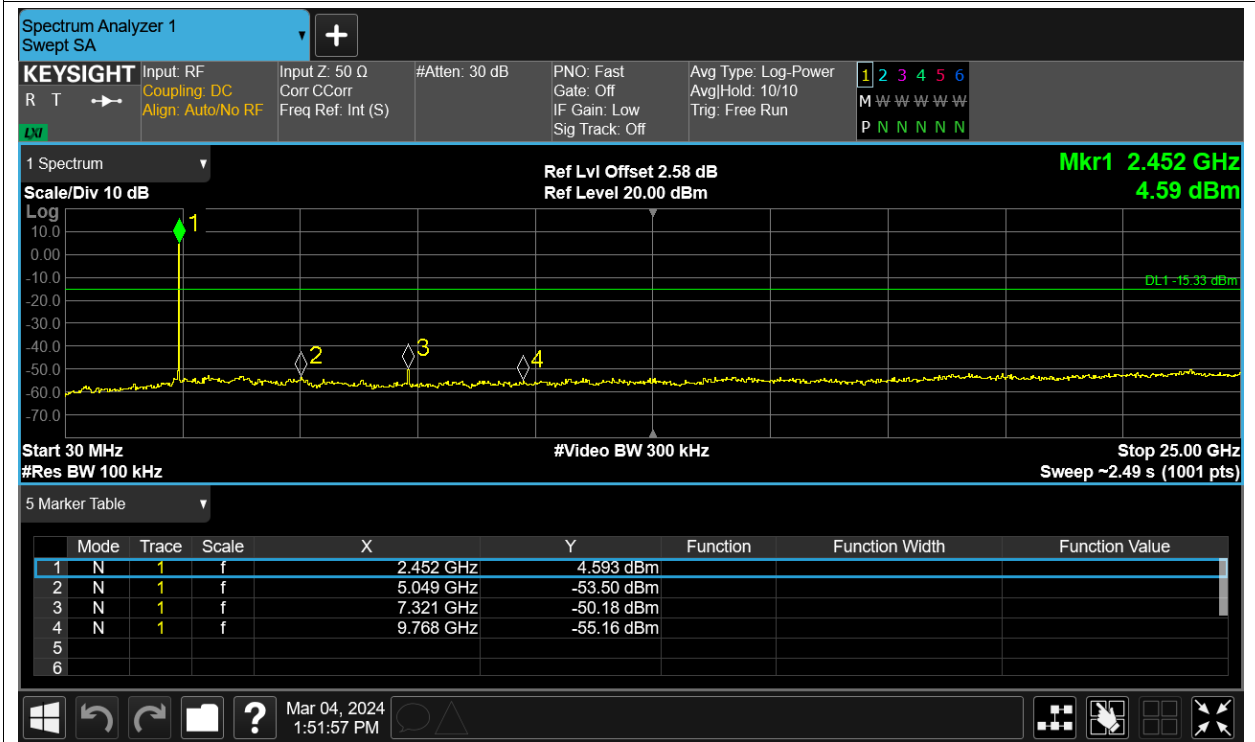 Spectrum Analyzer 1
Swept SA
+
KEYSIGHT
R T
LXI
Input: RF
Coupling: DC
Align: Auto/No RF
Input Z: 50 Ω
Corr CCorr
Freq Ref: Int (S)
#Atten: 30 dB
PNO: Fast
Gate: Off
IF Gain: Low
Sig Track: Off
Avg Type: Log-Power
Avg|Hold: 10/10
Trig: Free Run
1 2 3 4 5 6
M W W W W W
P N N N N N
1 Spectrum
Scale/Div 10 dB
Ref Lvl Offset 2.58 dB
Ref Level 20.00 dBm
Mkr1 2.452 GHz
4.59 dBm
Log
10.0
0.00
-10.0
-20.0
-30.0
-40.0
-50.0
-60.0
-70.0
1
2
3
4
DL1 -15.33 dBm
Start 30 MHz #Video BW 300 kHz Stop 25.00 GHz
#Res BW 100 kHz Sweep ~2.49 s (1001 pts)
5 Marker Table
Mode Trace Scale X Y Function Function Width Function Value
1 N 1 f 2.452 GHz 4.593 dBm
2 N 1 f 5.049 GHz -53.50 dBm
3 N 1 f 7.321 GHz -50.18 dBm
4 N 1 f 9.768 GHz -55.16 dBm
5
6
?
Mar 04, 2024
1:51:57 PM